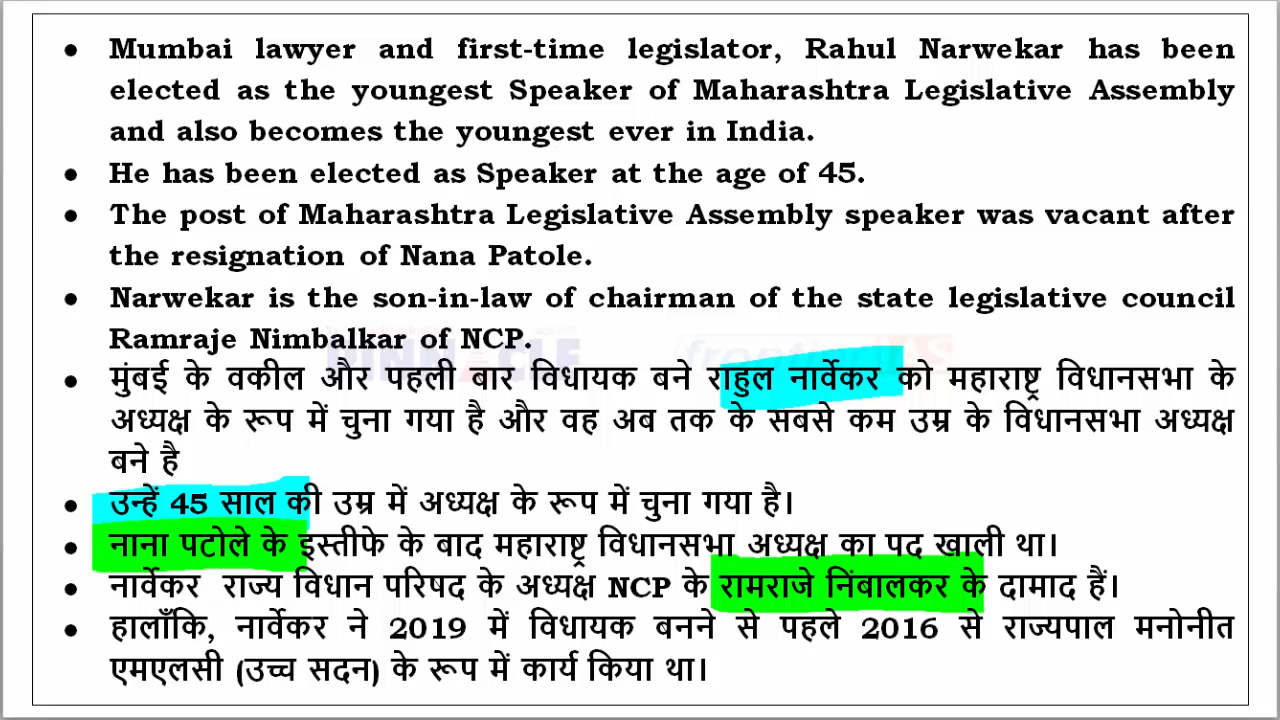 • Mumbai lawyer and first-time legislator, Rahul Narwekar has been
elected as the youngest Speaker of Maharashtra Legislative Assembly
and also becomes the youngest ever in India.
• He has been elected as Speaker at the age of 45.
• The post of Maharashtra Legislative Assembly speaker was vacant after
the resignation of Nana Patole.
• Narwekar is the son-in-law of chairman of the state legislative council
Ramraje Nimbalkar of NCP.
PINNACLE frontier IAS
• मुंबई के वकील और पहली बार विधायक बने राहुल नार्वेकर को महाराष्ट्र विधानसभा के
अध्यक्ष के रूप में चुना गया है और वह अब तक के सबसे कम उम्र के विधानसभा अध्यक्ष
बने है
• उन्हें 45 साल की उम्र में अध्यक्ष के रूप में चुना गया है।
• नाना पटोले के इस्तीफे के बाद महाराष्ट्र विधानसभा अध्यक्ष का पद खाली था।
• नार्वेकर राज्य विधान परिषद के अध्यक्ष NCP के रामराजे निंबालकर के दामाद हैं।
• हालाँकि, नार्वेकर ने 2019 में विधायक बनने से पहले 2016 से राज्यपाल मनोनीत
एमएलसी (उच्च सदन) के रूप में कार्य किया था।